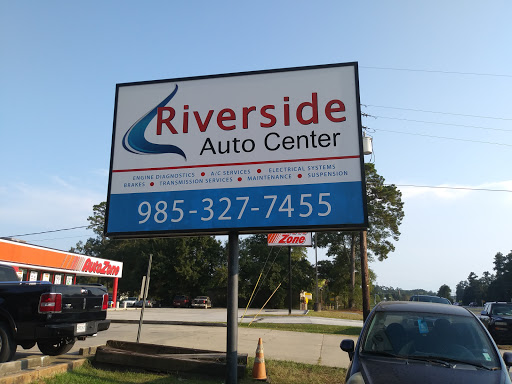 Riverside
Auto Center
ENGINE DIAGNOSTICS • A/C SERVICES • ELECTRICAL SYSTEMS
BRAKES • TRANSMISSION SERVICES • MAINTENANCE • SUSPENSION
985-327-7455
Zone
AutoZone